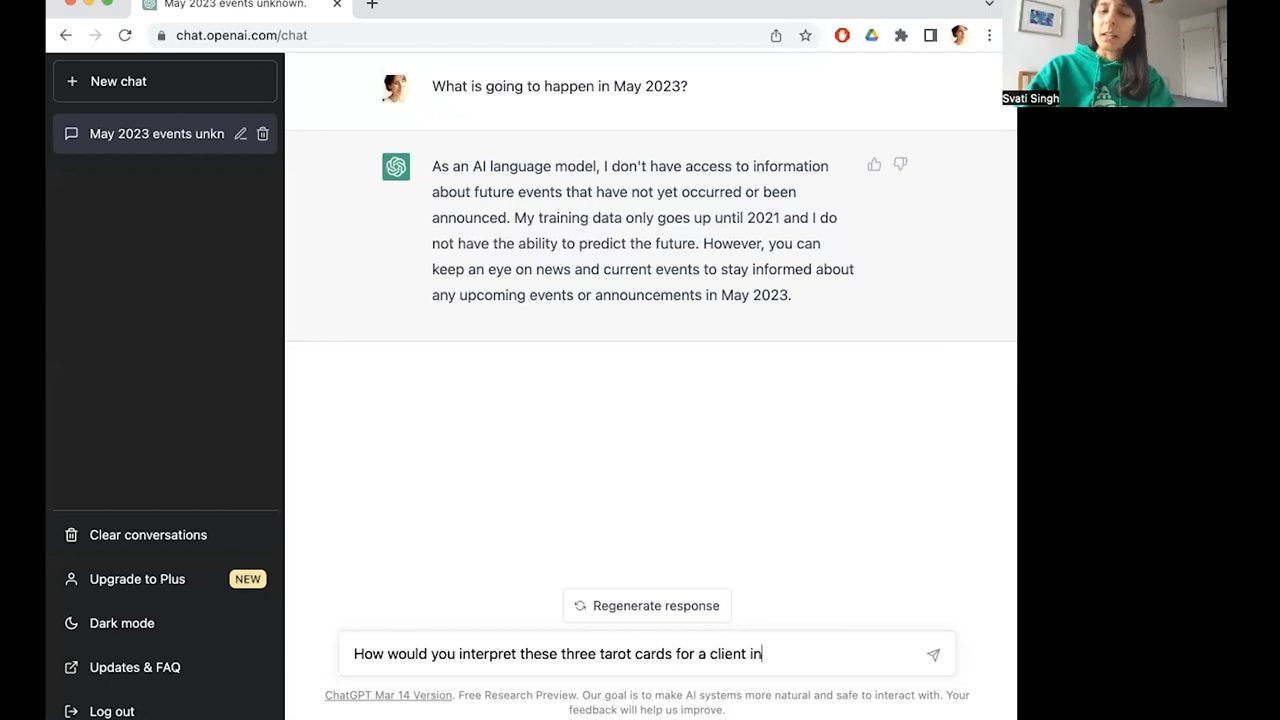 May 2023 events unknown.
chat.openai.com/chat
Svati Singh
New chat
May 2023 events unkn
Clear conversations
Upgrade to Plus NEW
Dark mode
Updates & FAQ
Log out
What is going to happen in May 2023?
As an AI language model, I don't have access to information
about future events that have not yet occurred or been
announced. My training data only goes up until 2021 and I do
not have the ability to predict the future. However, you can
keep an eye on news and current events to stay informed about
any upcoming events or announcements in May 2023.
Regenerate response
How would you interpret these three tarot cards for a client in
ChatGPT Mar 14 Version. Free Research Preview. Our goal is to make AI systems more natural and safe to interact with. Your
feedback will help us improve.